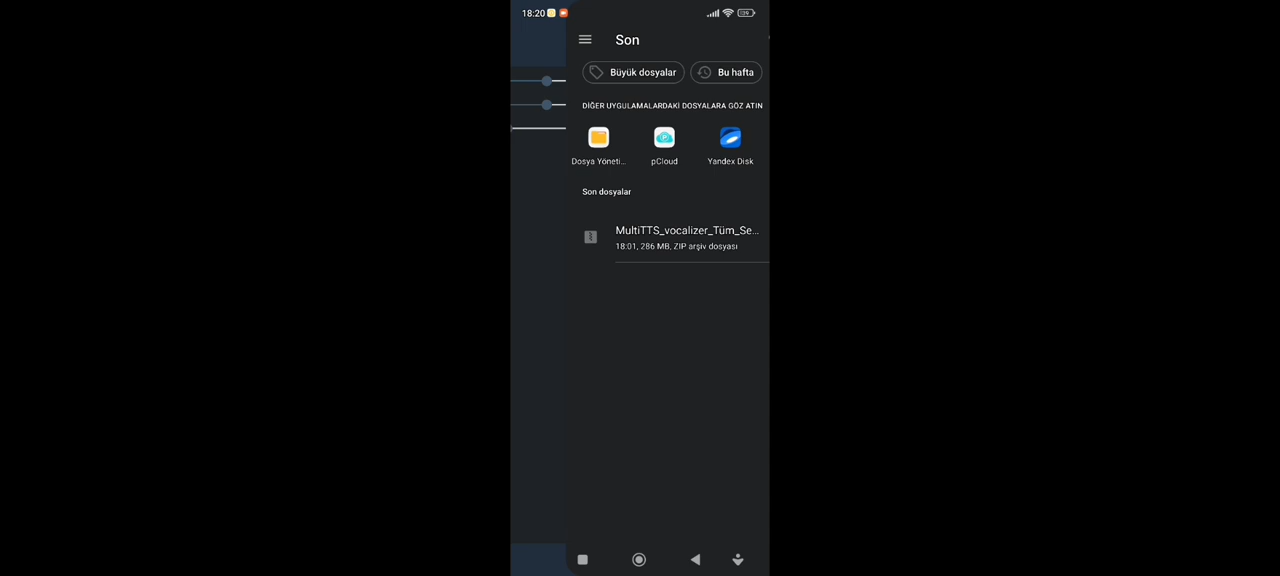 18:20
39
Son
Büyük dosyalar
Bu hafta
DİĞER UYGULAMALARDAKİ DOSYALARA GÖZ ATIN
Dosya Yöneti...
pCloud
Yandex Disk
Son dosyalar
MultiTTS_vocalizer_Tüm_Se...
18:01, 286 MB, ZIP arşiv dosyası